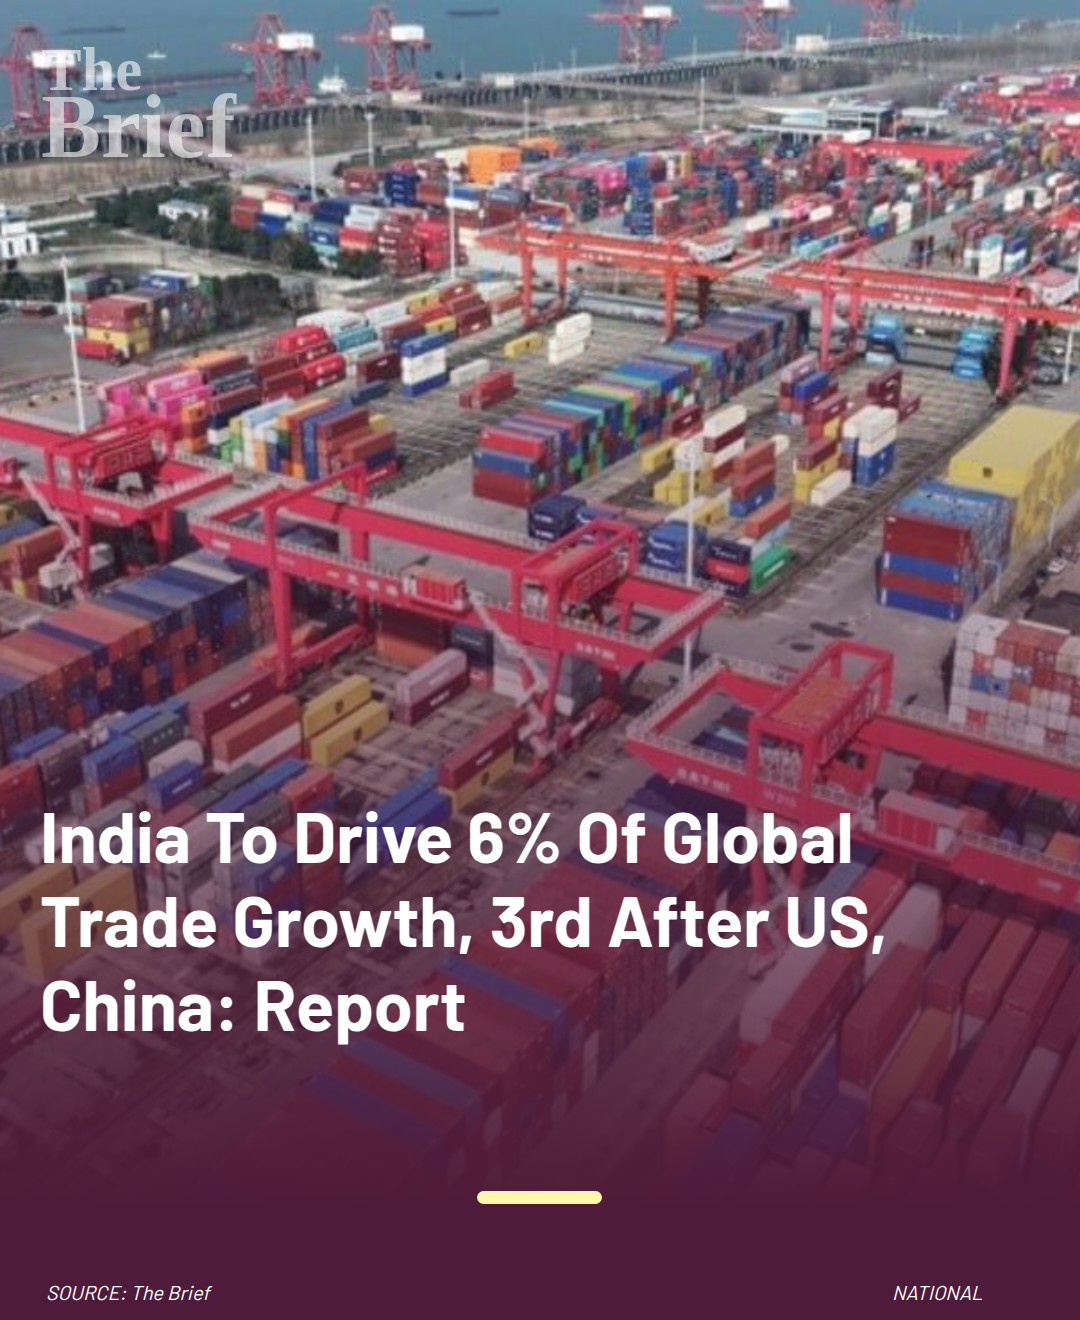 The
Brief
India To Drive 6% Of Global
Trade Growth, 3rd After US,
China: Report
SOURCE: The Brief
NATIONAL